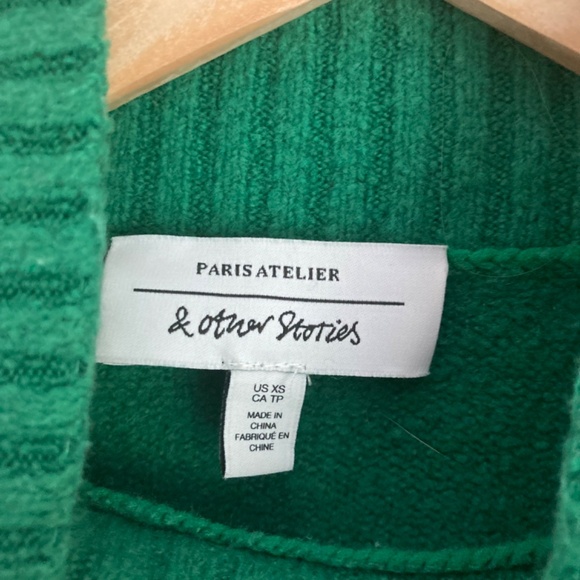 PARIS ATELIER
& other Stories
US XS
CA TP
MADE IN
CHINA
FABRIQUÉ EN
CHINE